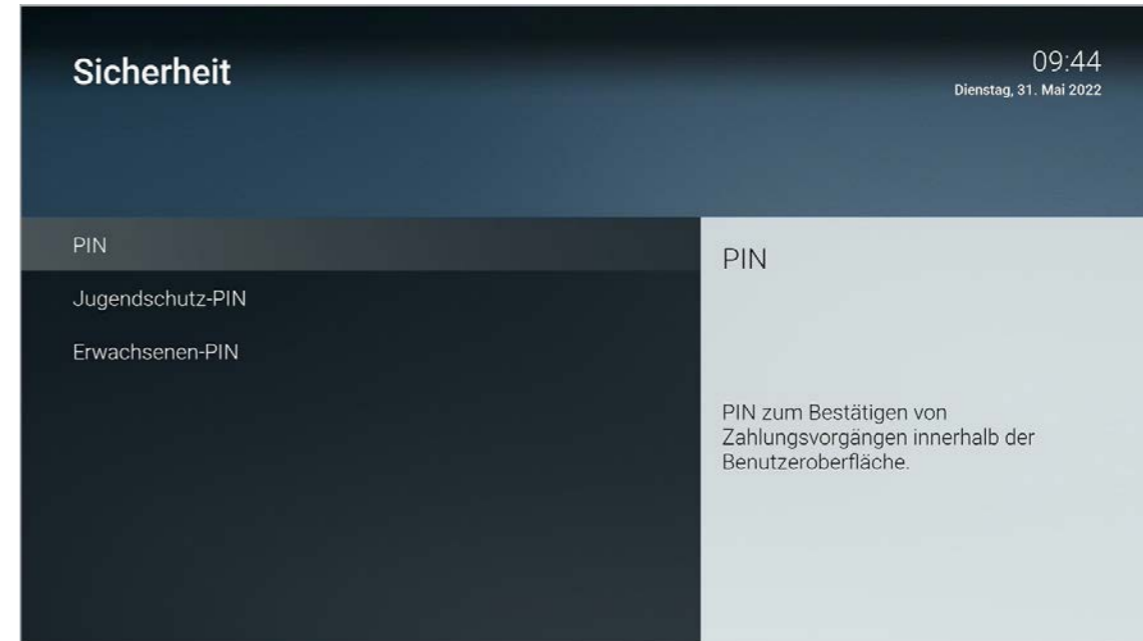 Sicherheit
09:44
Dienstag, 31. Mai 2022
PIN
Jugendschutz-PIN
Erwachsenen-PIN
PIN
PIN zum Bestätigen von
Zahlungsvorgängen innerhalb der
Benutzeroberfläche.